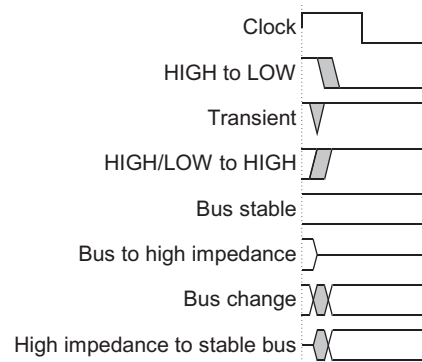 Clock
HIGH to LOW
Transient
HIGH/LOW to HIGH
Bus stable
Bus to high impedance
Bus change
High impedance to stable bus